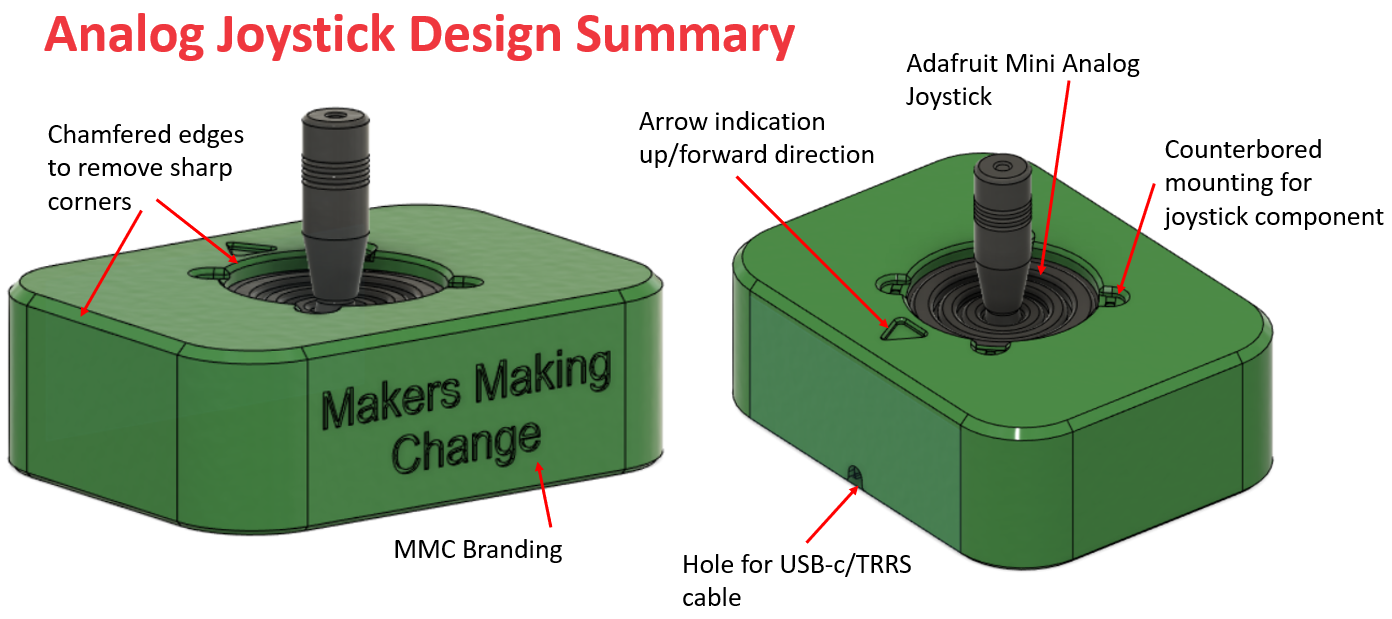 Analog Joystick Design Summary
Chamfered edges
to remove sharp
corners
Makers Making
Change
MMC Branding
Arrow indication
up/forward direction
Adafruit Mini Analog
Joystick
Counterbored
mounting for
joystick component
Hole for USB-c/TRRS
cable